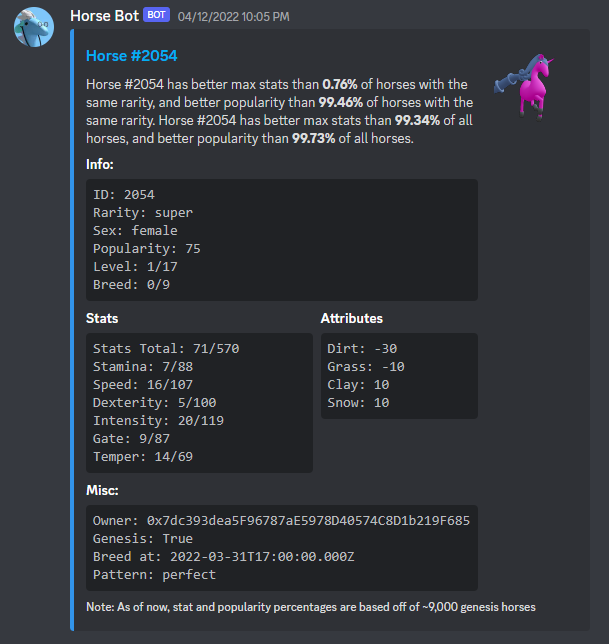 Horse Bot BOT 04/12/2022 10:05 PM
Horse #2054
Horse #2054 has better max stats than 0.76% of horses with the
same rarity, and better popularity than 99.46% of horses with the
same rarity. Horse #2054 has better max stats than 99.34% of all
horses, and better popularity than 99.73% of all horses.
Info:
ID: 2054
Rarity: super
Sex: female
Popularity: 75
Level: 1/17
Breed: 0/9
Stats
Stats Total: 71/570
Stamina: 7/88
Speed: 16/107
Dexterity: 5/100
Intensity: 20/119
Gate: 9/87
Temper: 14/69
Attributes
Dirt: -30
Grass: -10
Clay: 10
Snow: 10
Misc:
Owner: 0x7dc393dea5F96787aE5978D40574C8D1b219F685
Genesis: True
Breed at: 2022-03-31T17:00:00.000Z
Pattern: perfect
Note: As of now, stat and popularity percentages are based off of ~9,000 genesis horses